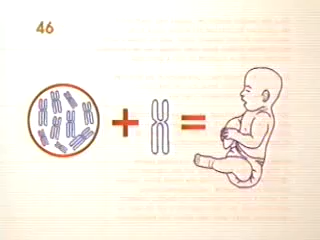 46
+ =